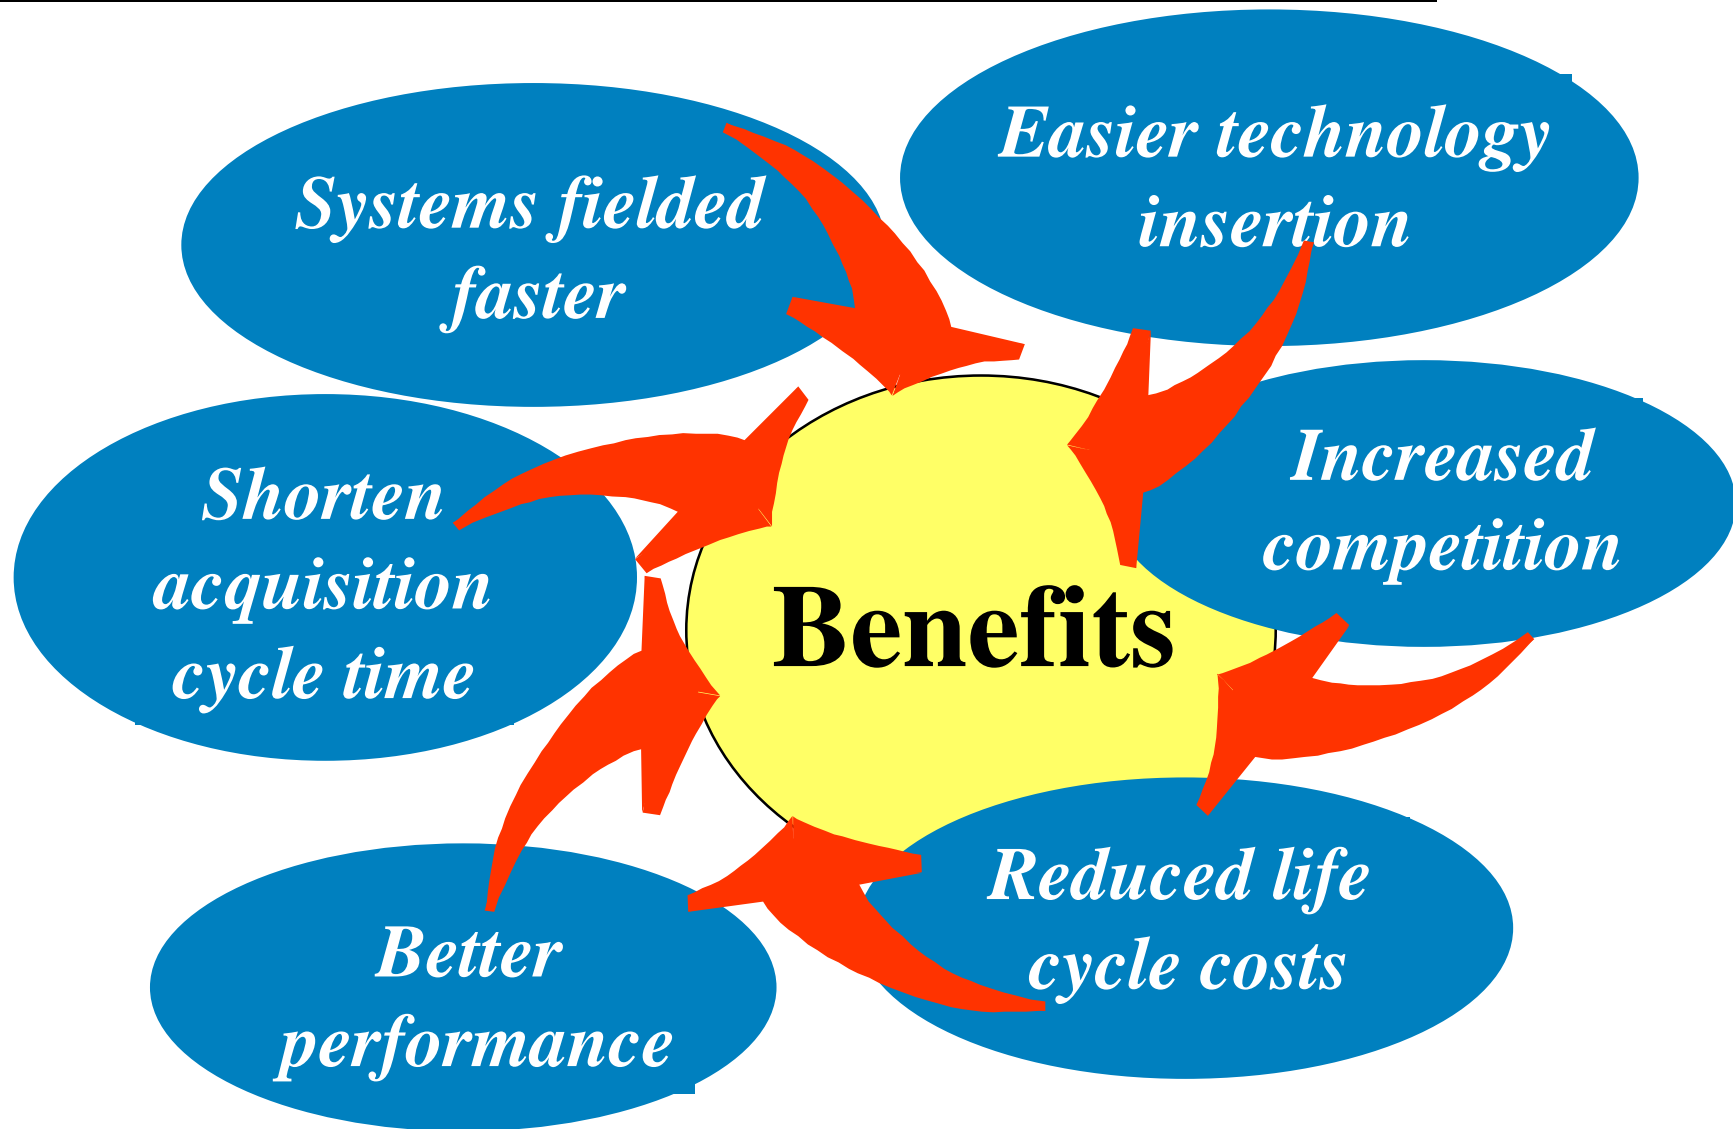 Systems fielded
faster
Easier technology
insertion
Shorten
acquisition
cycle time
Increased
competition
Benefits
Better
performance
Reduced life
cycle costs